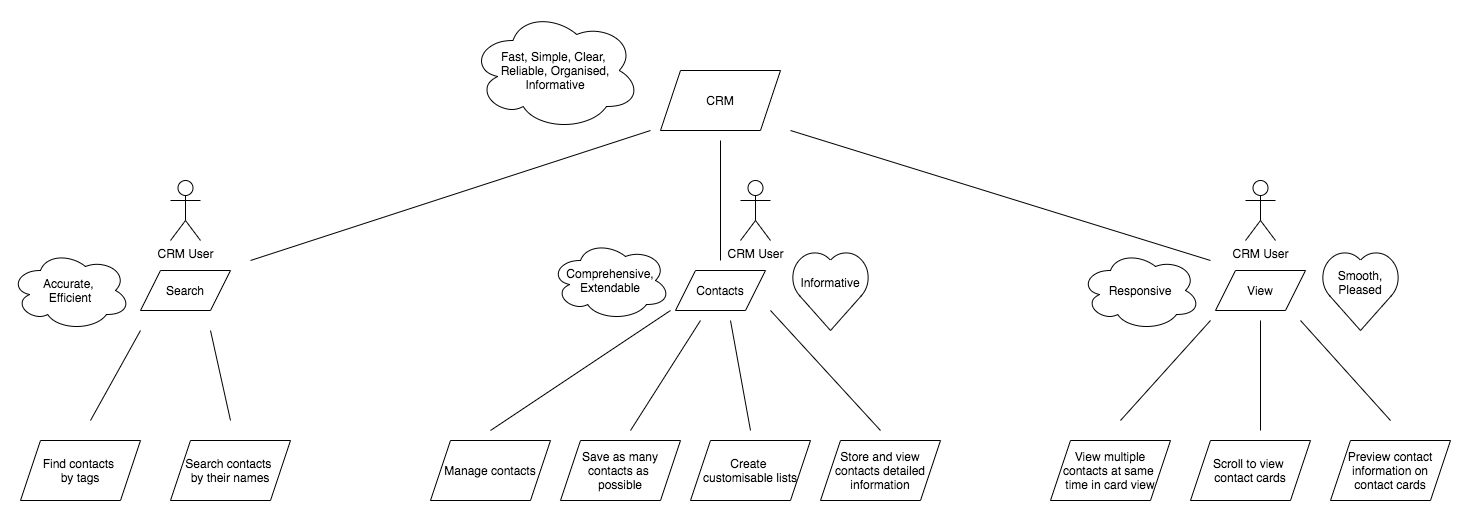 Fast, Simple, Clear,
Reliable, Organised,
Informative
CRM
CRM User
CRM User
CRM User
Accurate,
Efficient
Search
Comprehensive,
Extendable
Contacts
Informative
Responsive
View
Smooth,
Pleased
Find contacts
by tags
Search contacts
by their names
Manage contacts
Save as many
contacts as
possible
Create
customisable lists
Store and view
contacts detailed
information
View multiple
contacts at same
time in card view
Scroll to view
contact cards
Preview contact
information on
contact cards